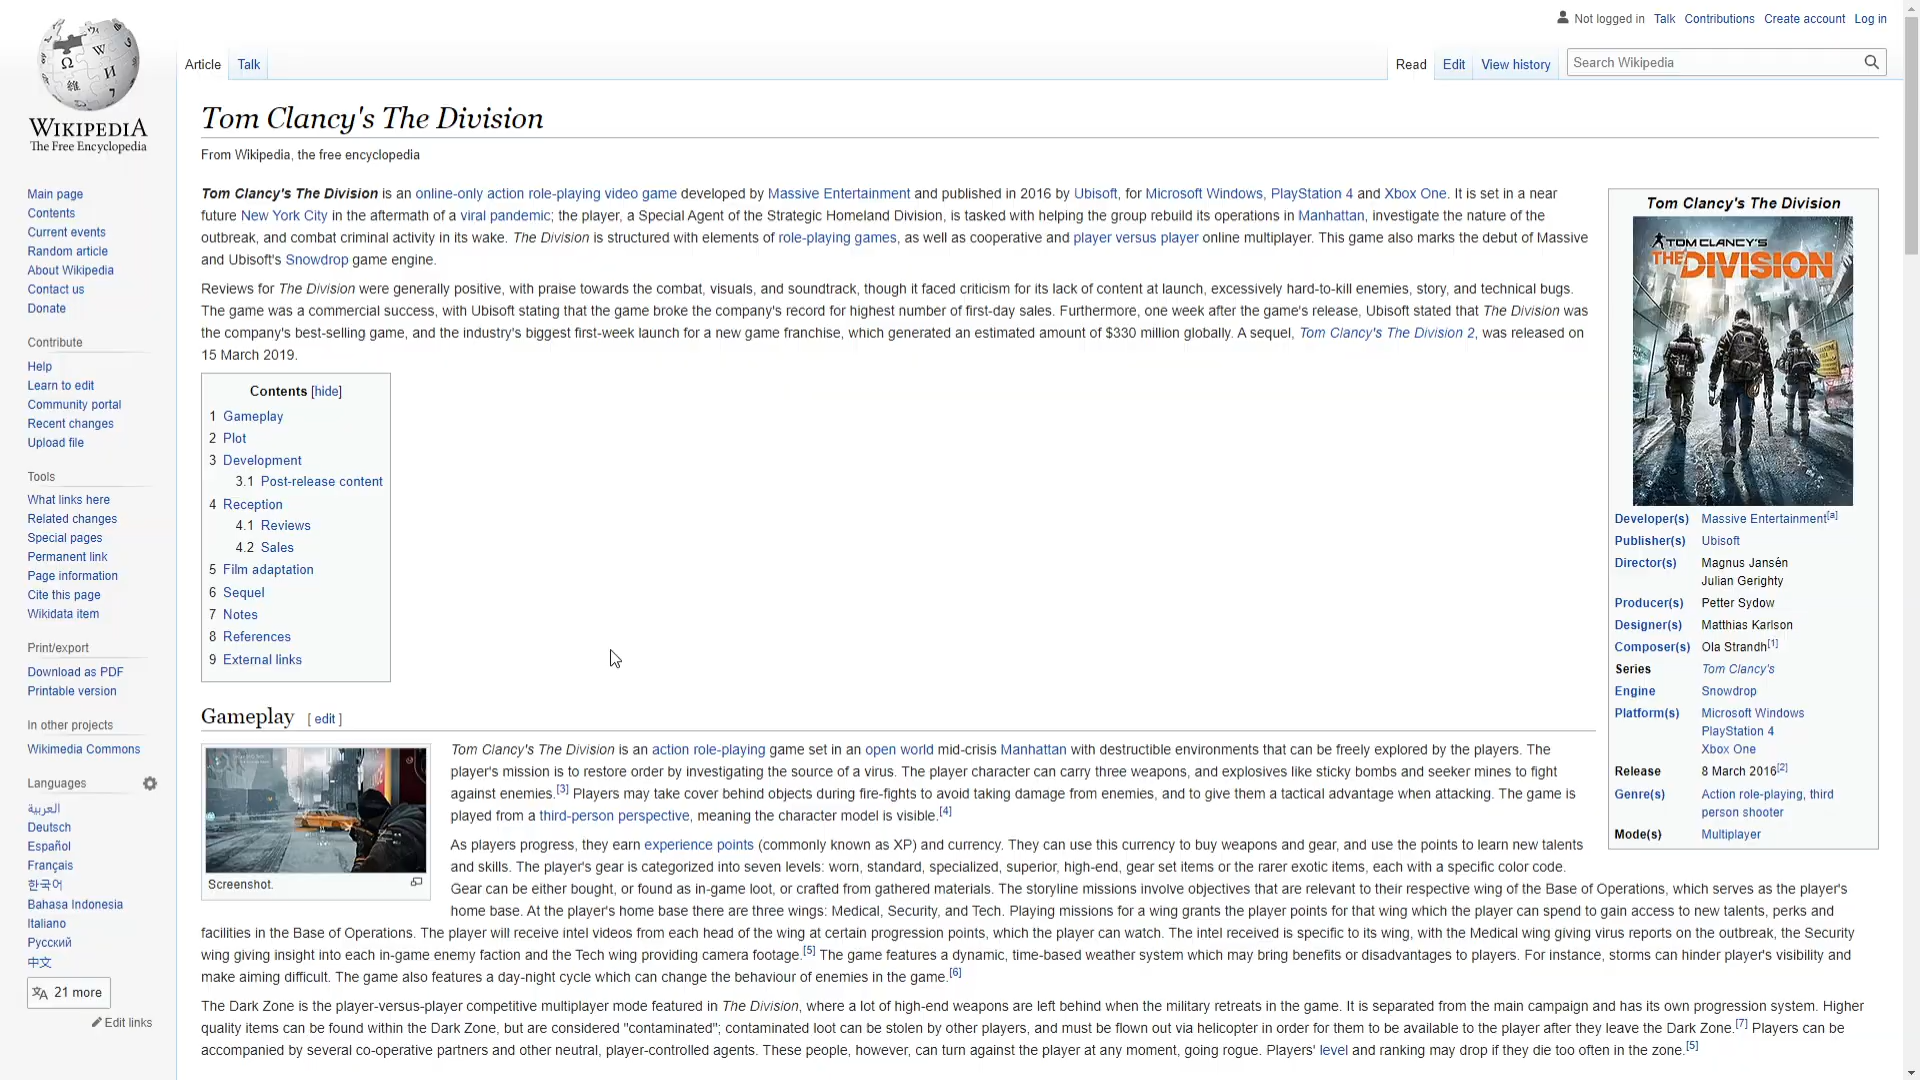 Not logged in Talk Contributions Create account Log in
Article Talk Read Edit View history Search Wikipedia
WIKIPEDIA
The Free Encyclopedia
Main page
Contents
Current events
Random article
About Wikipedia
Contact us
Donate
Contribute
Help
Learn to edit
Community portal
Recent changes
Upload file
Tools
What links here
Related changes
Special pages
Permanent link
Page information
Cite this page
Wikidata item
Print/export
Download as PDF
Printable version
In other projects
Wikimedia Commons
Languages
العربية
Deutsch
Español
Français
한국어
Bahasa Indonesia
Italiano
Русский
中文
21 more
Edit links
Tom Clancy's The Division
From Wikipedia, the free encyclopedia
Tom Clancy's The Division is an online-only action role-playing video game developed by Massive Entertainment and published in 2016 by Ubisoft, for Microsoft Windows, PlayStation 4 and Xbox One. It is set in a near
future New York City in the aftermath of a viral pandemic; the player, a Special Agent of the Strategic Homeland Division, is tasked with helping the group rebuild its operations in Manhattan, investigate the nature of the
outbreak, and combat criminal activity in its wake. The Division is structured with elements of role-playing games, as well as cooperative and player versus player online multiplayer. This game also marks the debut of Massive
and Ubisoft's Snowdrop game engine.
Reviews for The Division were generally positive, with praise towards the combat, visuals, and soundtrack, though it faced criticism for its lack of content at launch, excessively hard-to-kill enemies, story, and technical bugs.
The game was a commercial success, with Ubisoft stating that the game broke the company's record for highest number of first-day sales. Furthermore, one week after the game's release, Ubisoft stated that The Division was
the company's best-selling game, and the industry's biggest first-week launch for a new game franchise, which generated an estimated amount of $330 million globally. A sequel, Tom Clancy's The Division 2, was released on
15 March 2019.
Contents [hide]
1 Gameplay
2 Plot
3 Development
3.1 Post-release content
4 Reception
4.1 Reviews
4.2 Sales
5 Film adaptation
6 Sequel
7 Notes
8 References
9 External links
Tom Clancy's The Division
TOM CLANCY'S
THE DIVISION
Developer(s) Massive Entertainment[a]
Publisher(s) Ubisoft
Director(s) Magnus Jansén
Julian Gerighty
Producer(s) Petter Sydow
Designer(s) Matthias Karlson
Composer(s) Ola Strandh[1]
Series Tom Clancy's
Engine Snowdrop
Platform(s) Microsoft Windows
PlayStation 4
Xbox One
Release 8 March 2016[2]
Genre(s) Action role-playing, third
person shooter
Mode(s) Multiplayer
Gameplay [ edit ]
Screenshot.
Tom Clancy's The Division is an action role-playing game set in an open world mid-crisis Manhattan with destructible environments that can be freely explored by the players. The
player's mission is to restore order by investigating the source of a virus. The player character can carry three weapons, and explosives like sticky bombs and seeker mines to fight
against enemies.[3] Players may take cover behind objects during fire-fights to avoid taking damage from enemies, and to give them a tactical advantage when attacking. The game is
played from a third-person perspective, meaning the character model is visible.[4]
As players progress, they earn experience points (commonly known as XP) and currency. They can use this currency to buy weapons and gear, and use the points to learn new talents
and skills. The player's gear is categorized into seven levels: worn, standard, specialized, superior, high-end, gear set items or the rarer exotic items, each with a specific color code.
Gear can be either bought, or found as in-game loot, or crafted from gathered materials. The storyline missions involve objectives that are relevant to their respective wing of the Base of Operations, which serves as the player's
home base. At the player's home base there are three wings: Medical, Security, and Tech. Playing missions for a wing grants the player points for that wing which the player can spend to gain access to new talents, perks and
facilities in the Base of Operations. The player will receive intel videos from each head of the wing at certain progression points, which the player can watch. The intel received is specific to its wing, with the Medical wing giving virus reports on the outbreak, the Security
wing giving insight into each in-game enemy faction and the Tech wing providing camera footage.[5] The game features a dynamic, time-based weather system which may bring benefits or disadvantages to players. For instance, storms can hinder player's visibility and
make aiming difficult. The game also features a day-night cycle which can change the behaviour of enemies in the game.[6]
The Dark Zone is the player-versus-player competitive multiplayer mode featured in The Division, where a lot of high-end weapons are left behind when the military retreats in the game. It is separated from the main campaign and has its own progression system. Higher
quality items can be found within the Dark Zone, but are considered "contaminated"; contaminated loot can be stolen by other players, and must be flown out via helicopter in order for them to be available to the player after they leave the Dark Zone.[7] Players can be
accompanied by several co-operative partners and other neutral, player-controlled agents. These people, however, can turn against the player at any moment, going rogue. Players' level and ranking may drop if they die too often in the zone.[5]